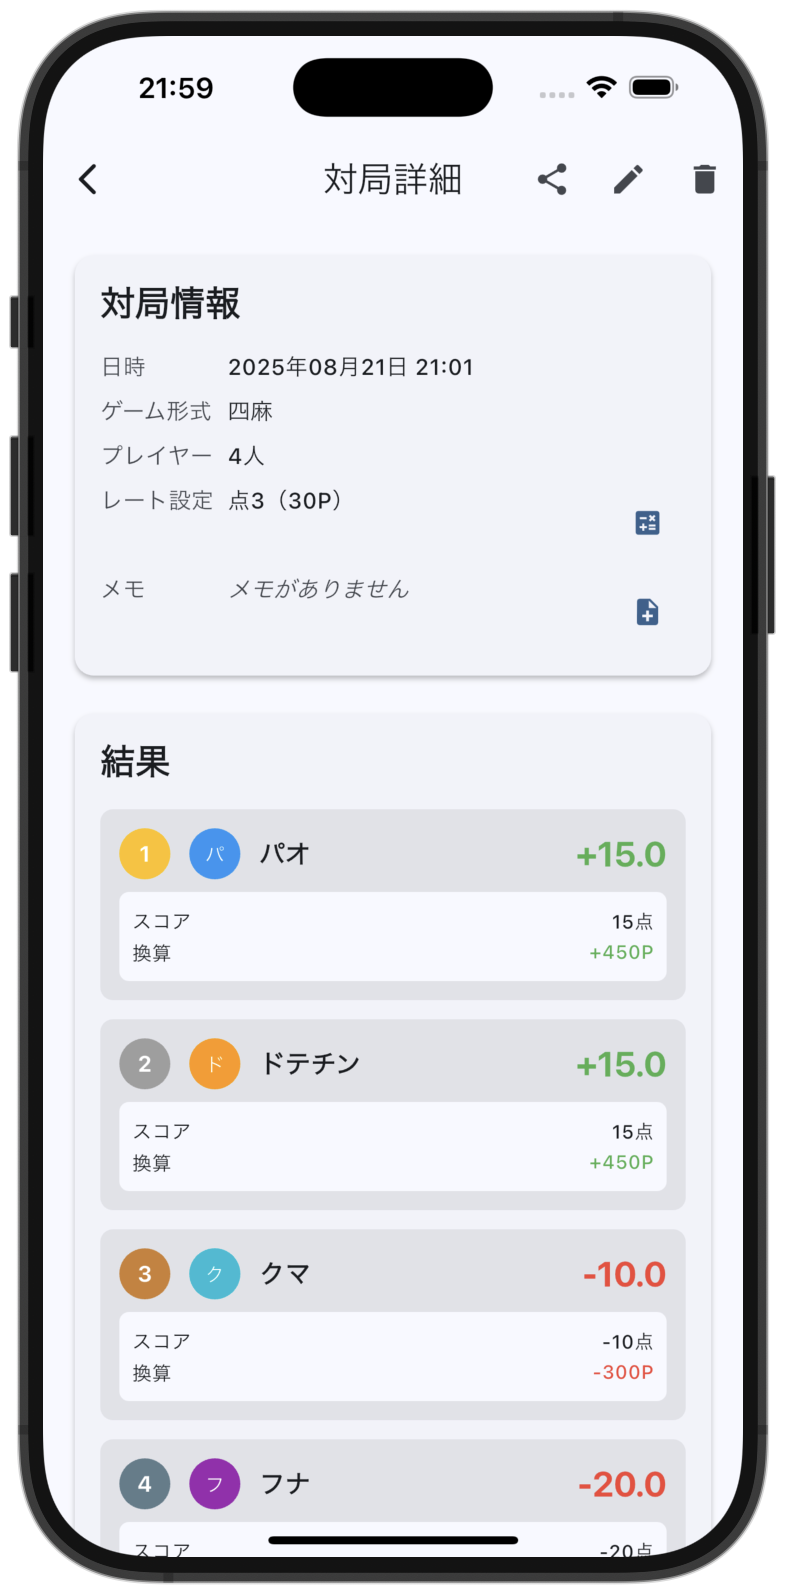 21:59
対局詳細
対局情報
日時 2025年08月21日 21:01
ゲーム形式 四麻
プレイヤー 4人
レート設定 点3（30P）
メモ メモがありません
結果
1 パ パオ +15.0
スコア 15点
換算 +450P
2 ド ドテチン +15.0
スコア 15点
換算 +450P
3 ク クマ -10.0
スコア -10点
換算 -300P
4 フ フナ -20.0
スコア -20点